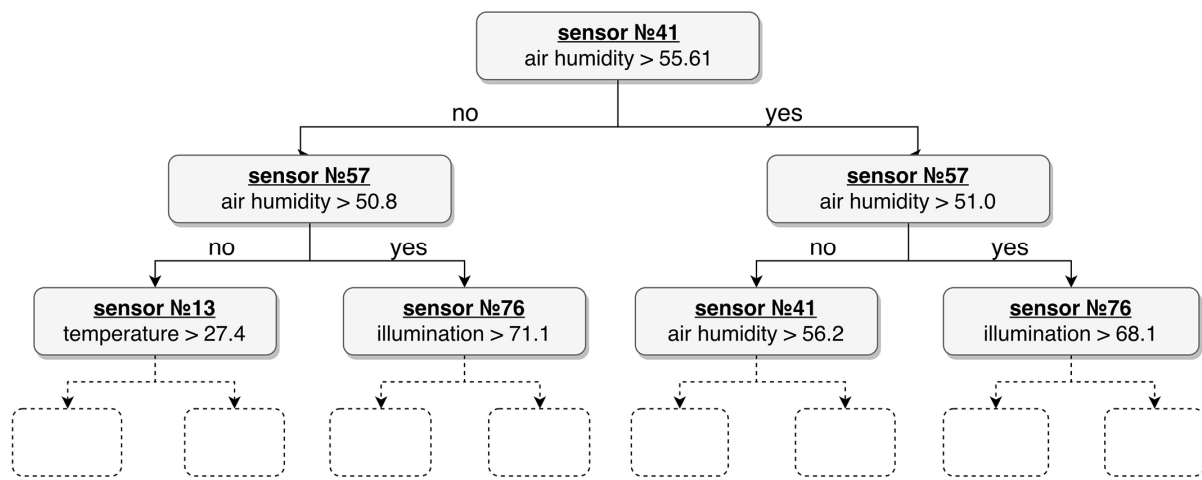 sensor №41
air humidity > 55.61
no
yes
sensor №57
air humidity > 50.8
sensor №57
air humidity > 51.0
no
yes
no
yes
sensor №13
temperature > 27.4
sensor №76
illumination > 71.1
sensor №41
air humidity > 56.2
sensor №76
illumination > 68.1